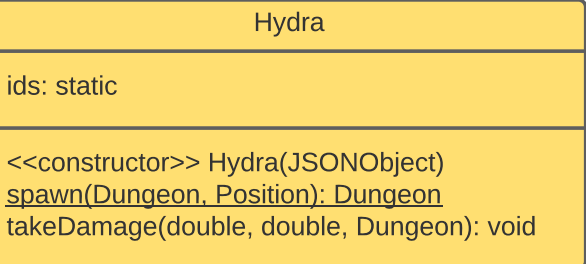 Hydra
ids: static
<<constructor>> Hydra(JSONObject)
spawn(Dungeon, Position): Dungeon
takeDamage(double, double, Dungeon): void